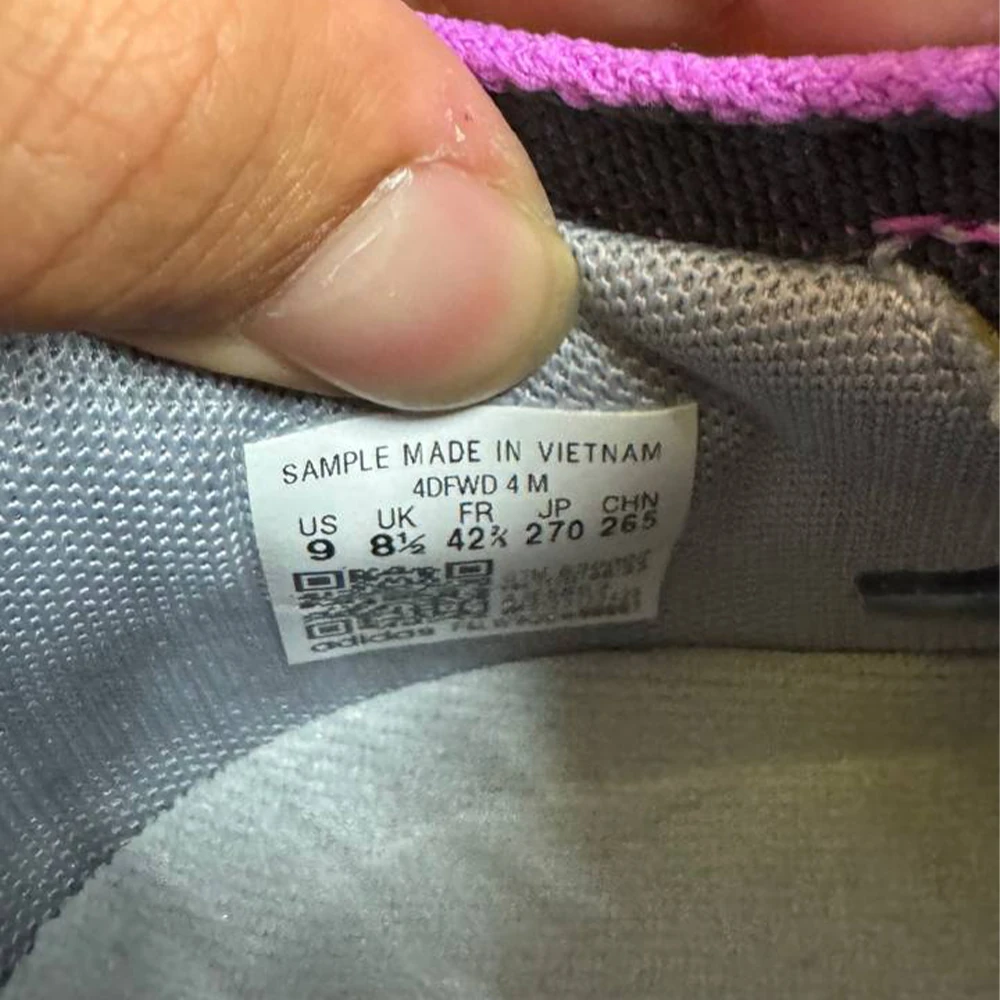 SAMPLE MADE IN VIETNAM
4DFWD 4 M
US UK FR JP CHN
9 8½ 42⅔ 270 265
adidas